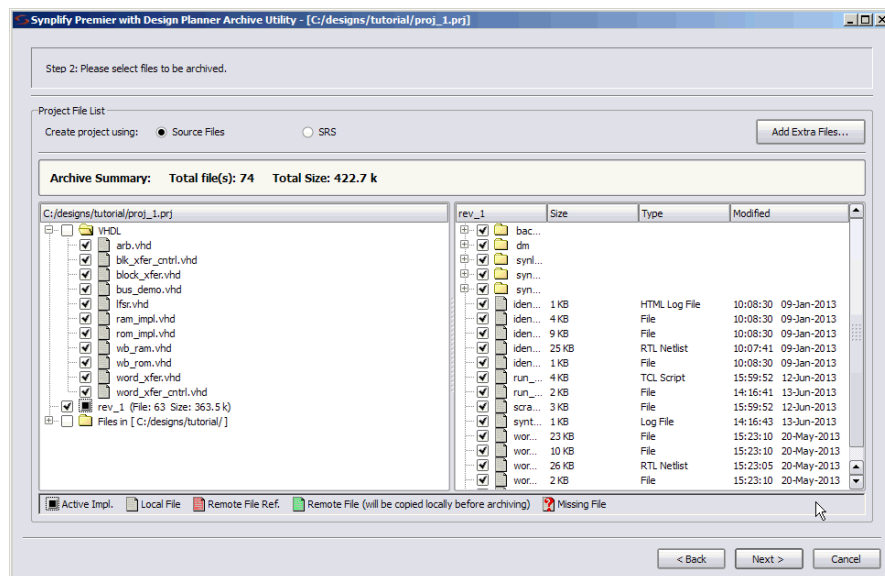 Synplify Premier with Design Planner Archive Utility - [C:/designs/tutorial/proj_1.prj]
Step 2: Please select files to be archived.
Project File List
Create project using: Source Files SRS Add Extra Files...
Archive Summary: Total file(s): 74 Total Size: 422.7 k
C:/designs/tutorial/proj_1.prj
VHDL
arb.vhd
blk_xfer_cntrl.vhd
block_xfer.vhd
bus_demo.vhd
lfsr.vhd
ram_impl.vhd
rom_impl.vhd
wb_ram.vhd
wb_rom.vhd
word_xfer.vhd
word_xfer_cntrl.vhd
rev_1 (File: 63 Size: 363.5 k)
Files in [ C:/designs/tutorial/ ]
rev_1 Size Type Modified
bac...
dm
synl...
syn...
syn...
iden... 1 KB HTML Log File 10:08:30 09-Jan-2013
iden... 4 KB File 10:08:30 09-Jan-2013
iden... 9 KB File 10:08:30 09-Jan-2013
iden... 25 KB RTL Netlist 10:07:41 09-Jan-2013
iden... 1 KB File 10:08:30 09-Jan-2013
run_... 4 KB TCL Script 15:59:52 12-Jun-2013
run_... 2 KB File 14:16:41 13-Jun-2013
scra... 3 KB File 15:59:52 12-Jun-2013
synt... 1 KB Log File 14:16:43 13-Jun-2013
wor... 23 KB File 15:23:10 20-May-2013
wor... 10 KB File 15:23:10 20-May-2013
wor... 26 KB RTL Netlist 15:23:05 20-May-2013
wor... 2 KB File 15:23:10 20-May-2013
Active Impl. Local File Remote File Ref. Remote File (will be copied locally before archiving) Missing File
< Back Next > Cancel